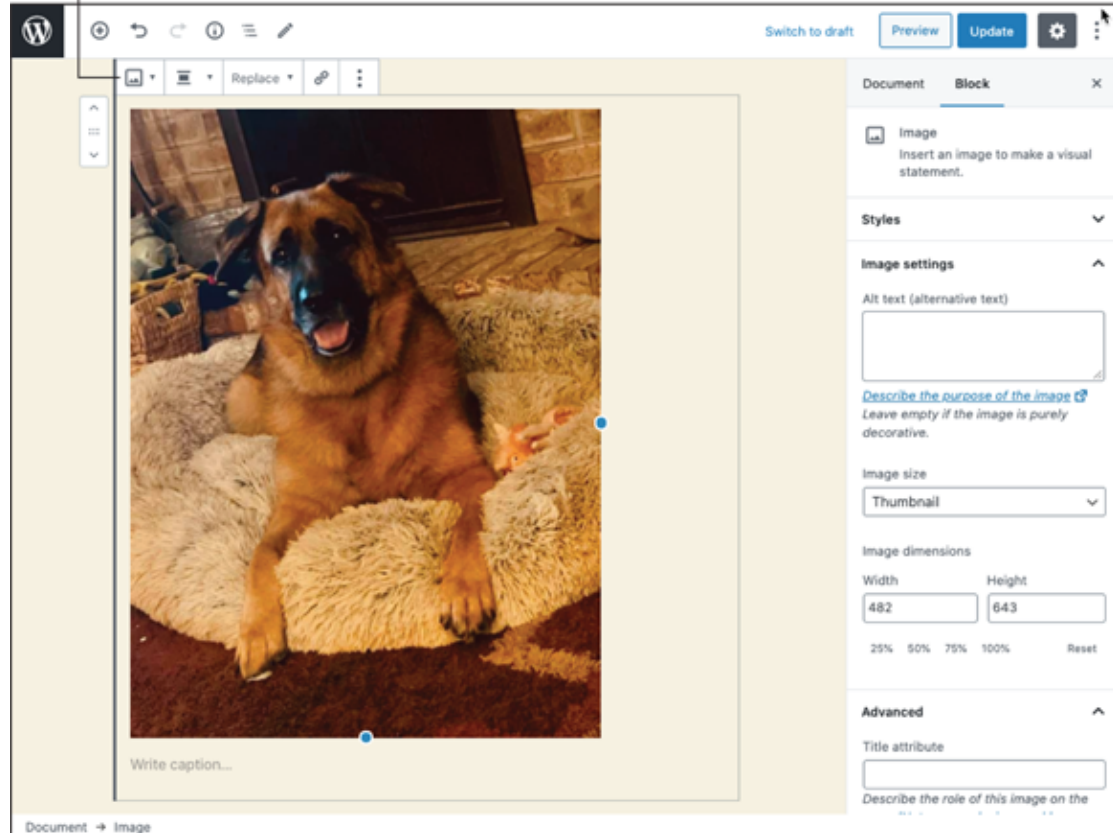 Switch to draft
Preview
Update
Replace
Document
Block
Image
Insert an image to make a visual
statement.
Styles
Image settings
Alt text (alternative text)
Describe the purpose of the image
Leave empty if the image is purely
decorative.
Image size
Thumbnail
Image dimensions
Width Height
482 643
25% 50% 75% 100% Reset
Advanced
Title attribute
Describe the role of this image on the
Write caption...
Document → Image